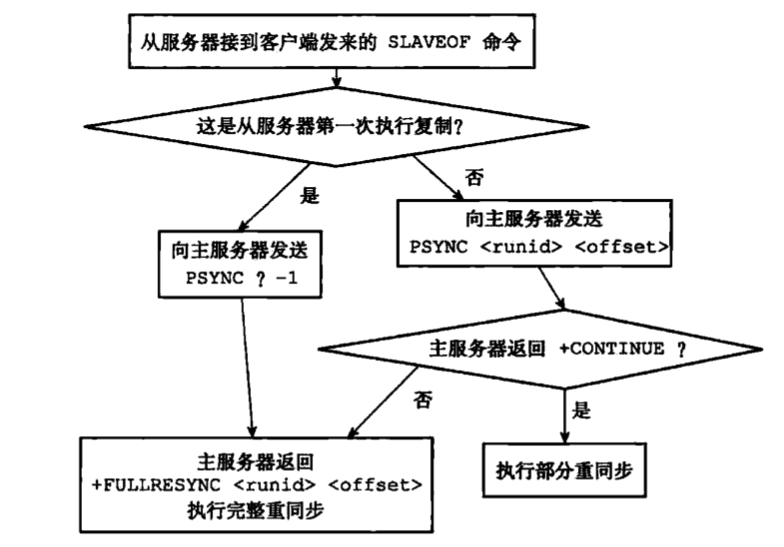 从服务器接到客户端发来的 SLAVEOF 命令
这是从服务器第一次执行复制?
是
否
向主服务器发送
PSYNC ? -1
向主服务器发送
PSYNC <runid> <offset>
主服务器返回 +CONTINUE ?
否
是
主服务器返回
+FULLRESYNC <runid> <offset>
执行完整重同步
执行部分重同步